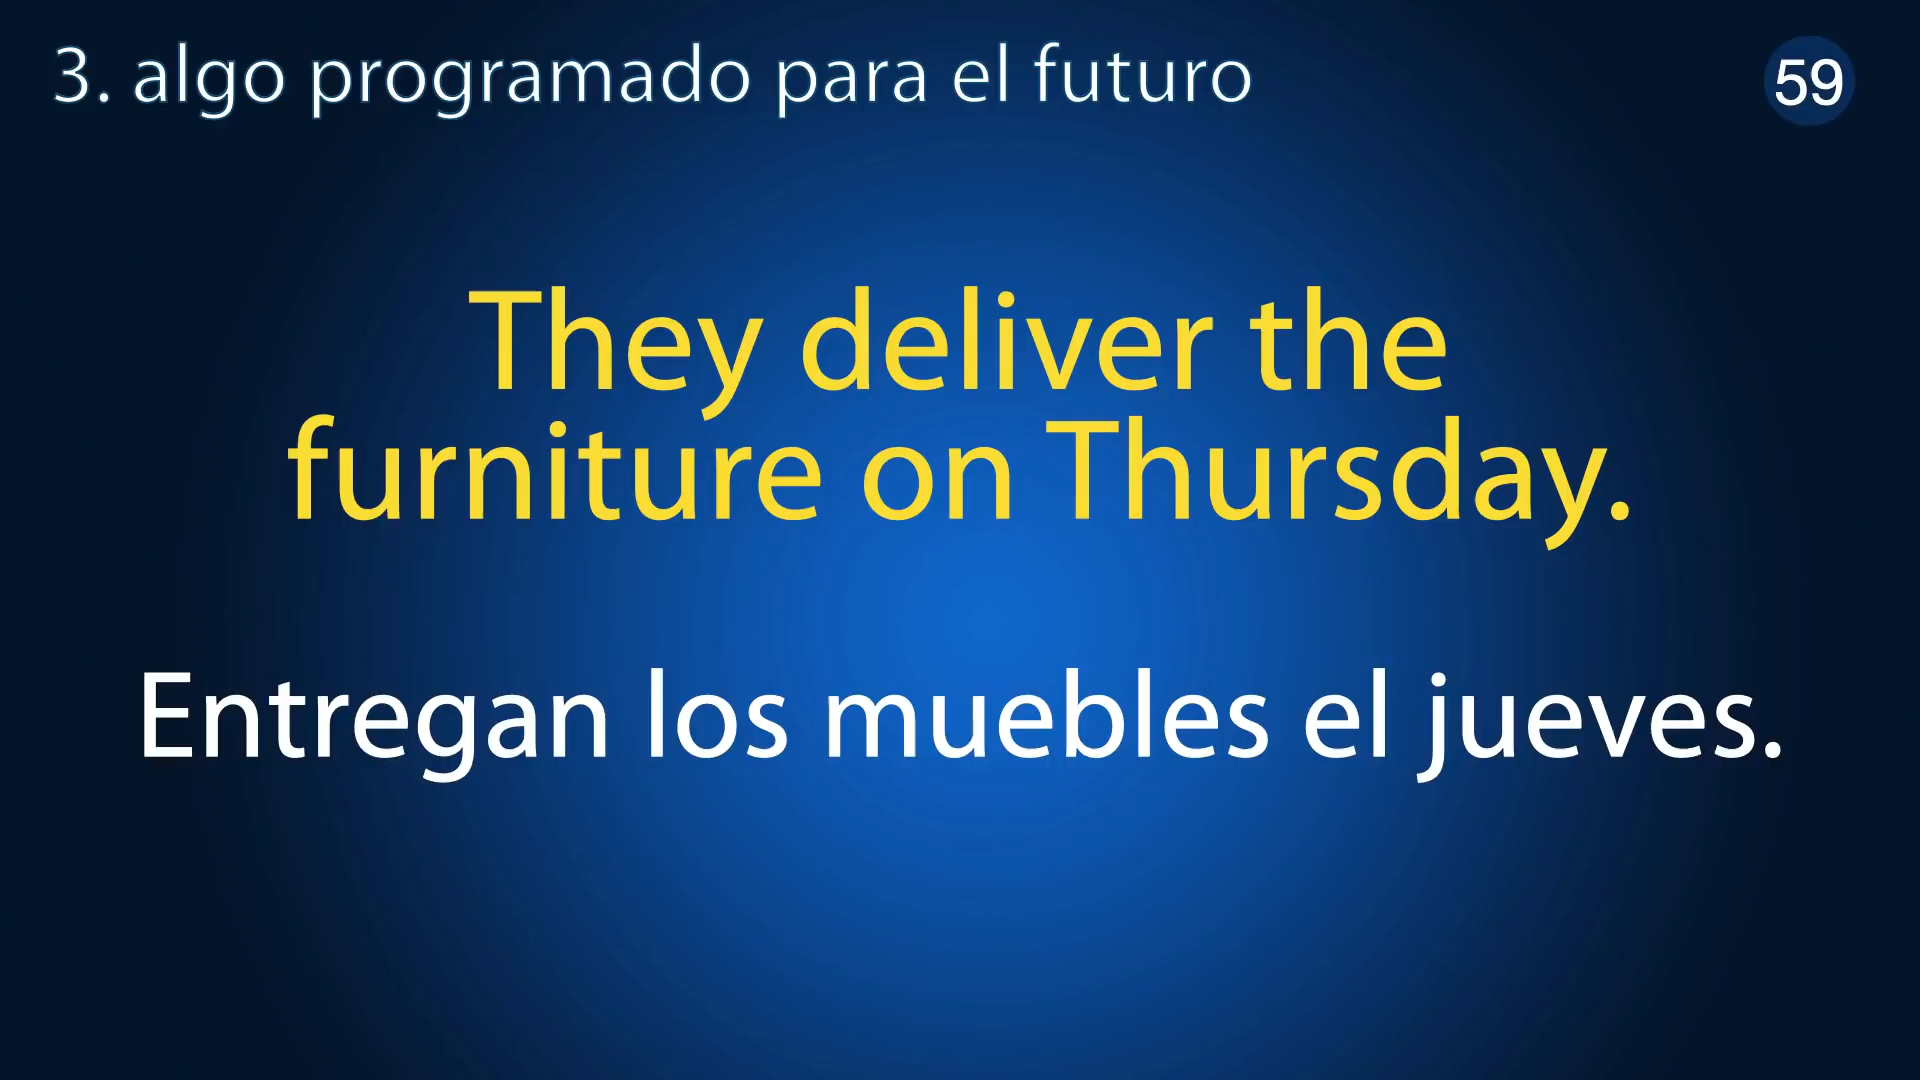 3. algo programado para el futuro
59
They deliver the
furniture on Thursday.
Entregan los muebles el jueves.